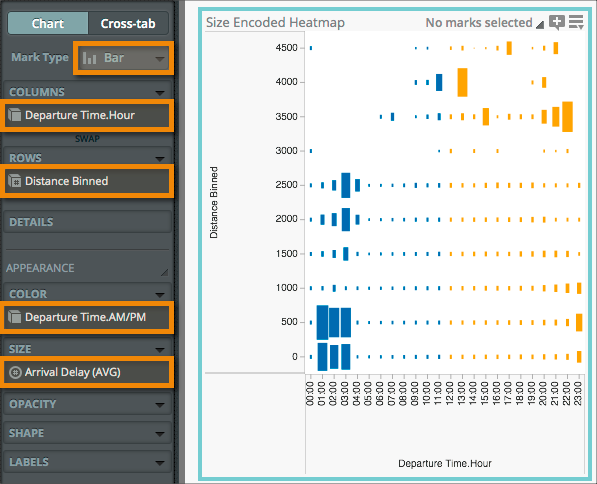 Chart
Cross-tab
Mark Type
Bar
COLUMNS
Departure Time.Hour
SWAP
ROWS
Distance Binned
DETAILS
APPEARANCE
COLOR
Departure Time.AM/PM
SIZE
Arrival Delay (AVG)
OPACITY
SHAPE
LABELS
Size Encoded Heatmap
No marks selected
Distance Binned
4500
4000
3500
3000
2500
2000
1500
1000
500
0
00:00
01:00
02:00
03:00
04:00
05:00
06:00
07:00
08:00
09:00
10:00
11:00
12:00
13:00
14:00
15:00
16:00
17:00
18:00
19:00
20:00
21:00
22:00
23:00
Departure Time.Hour